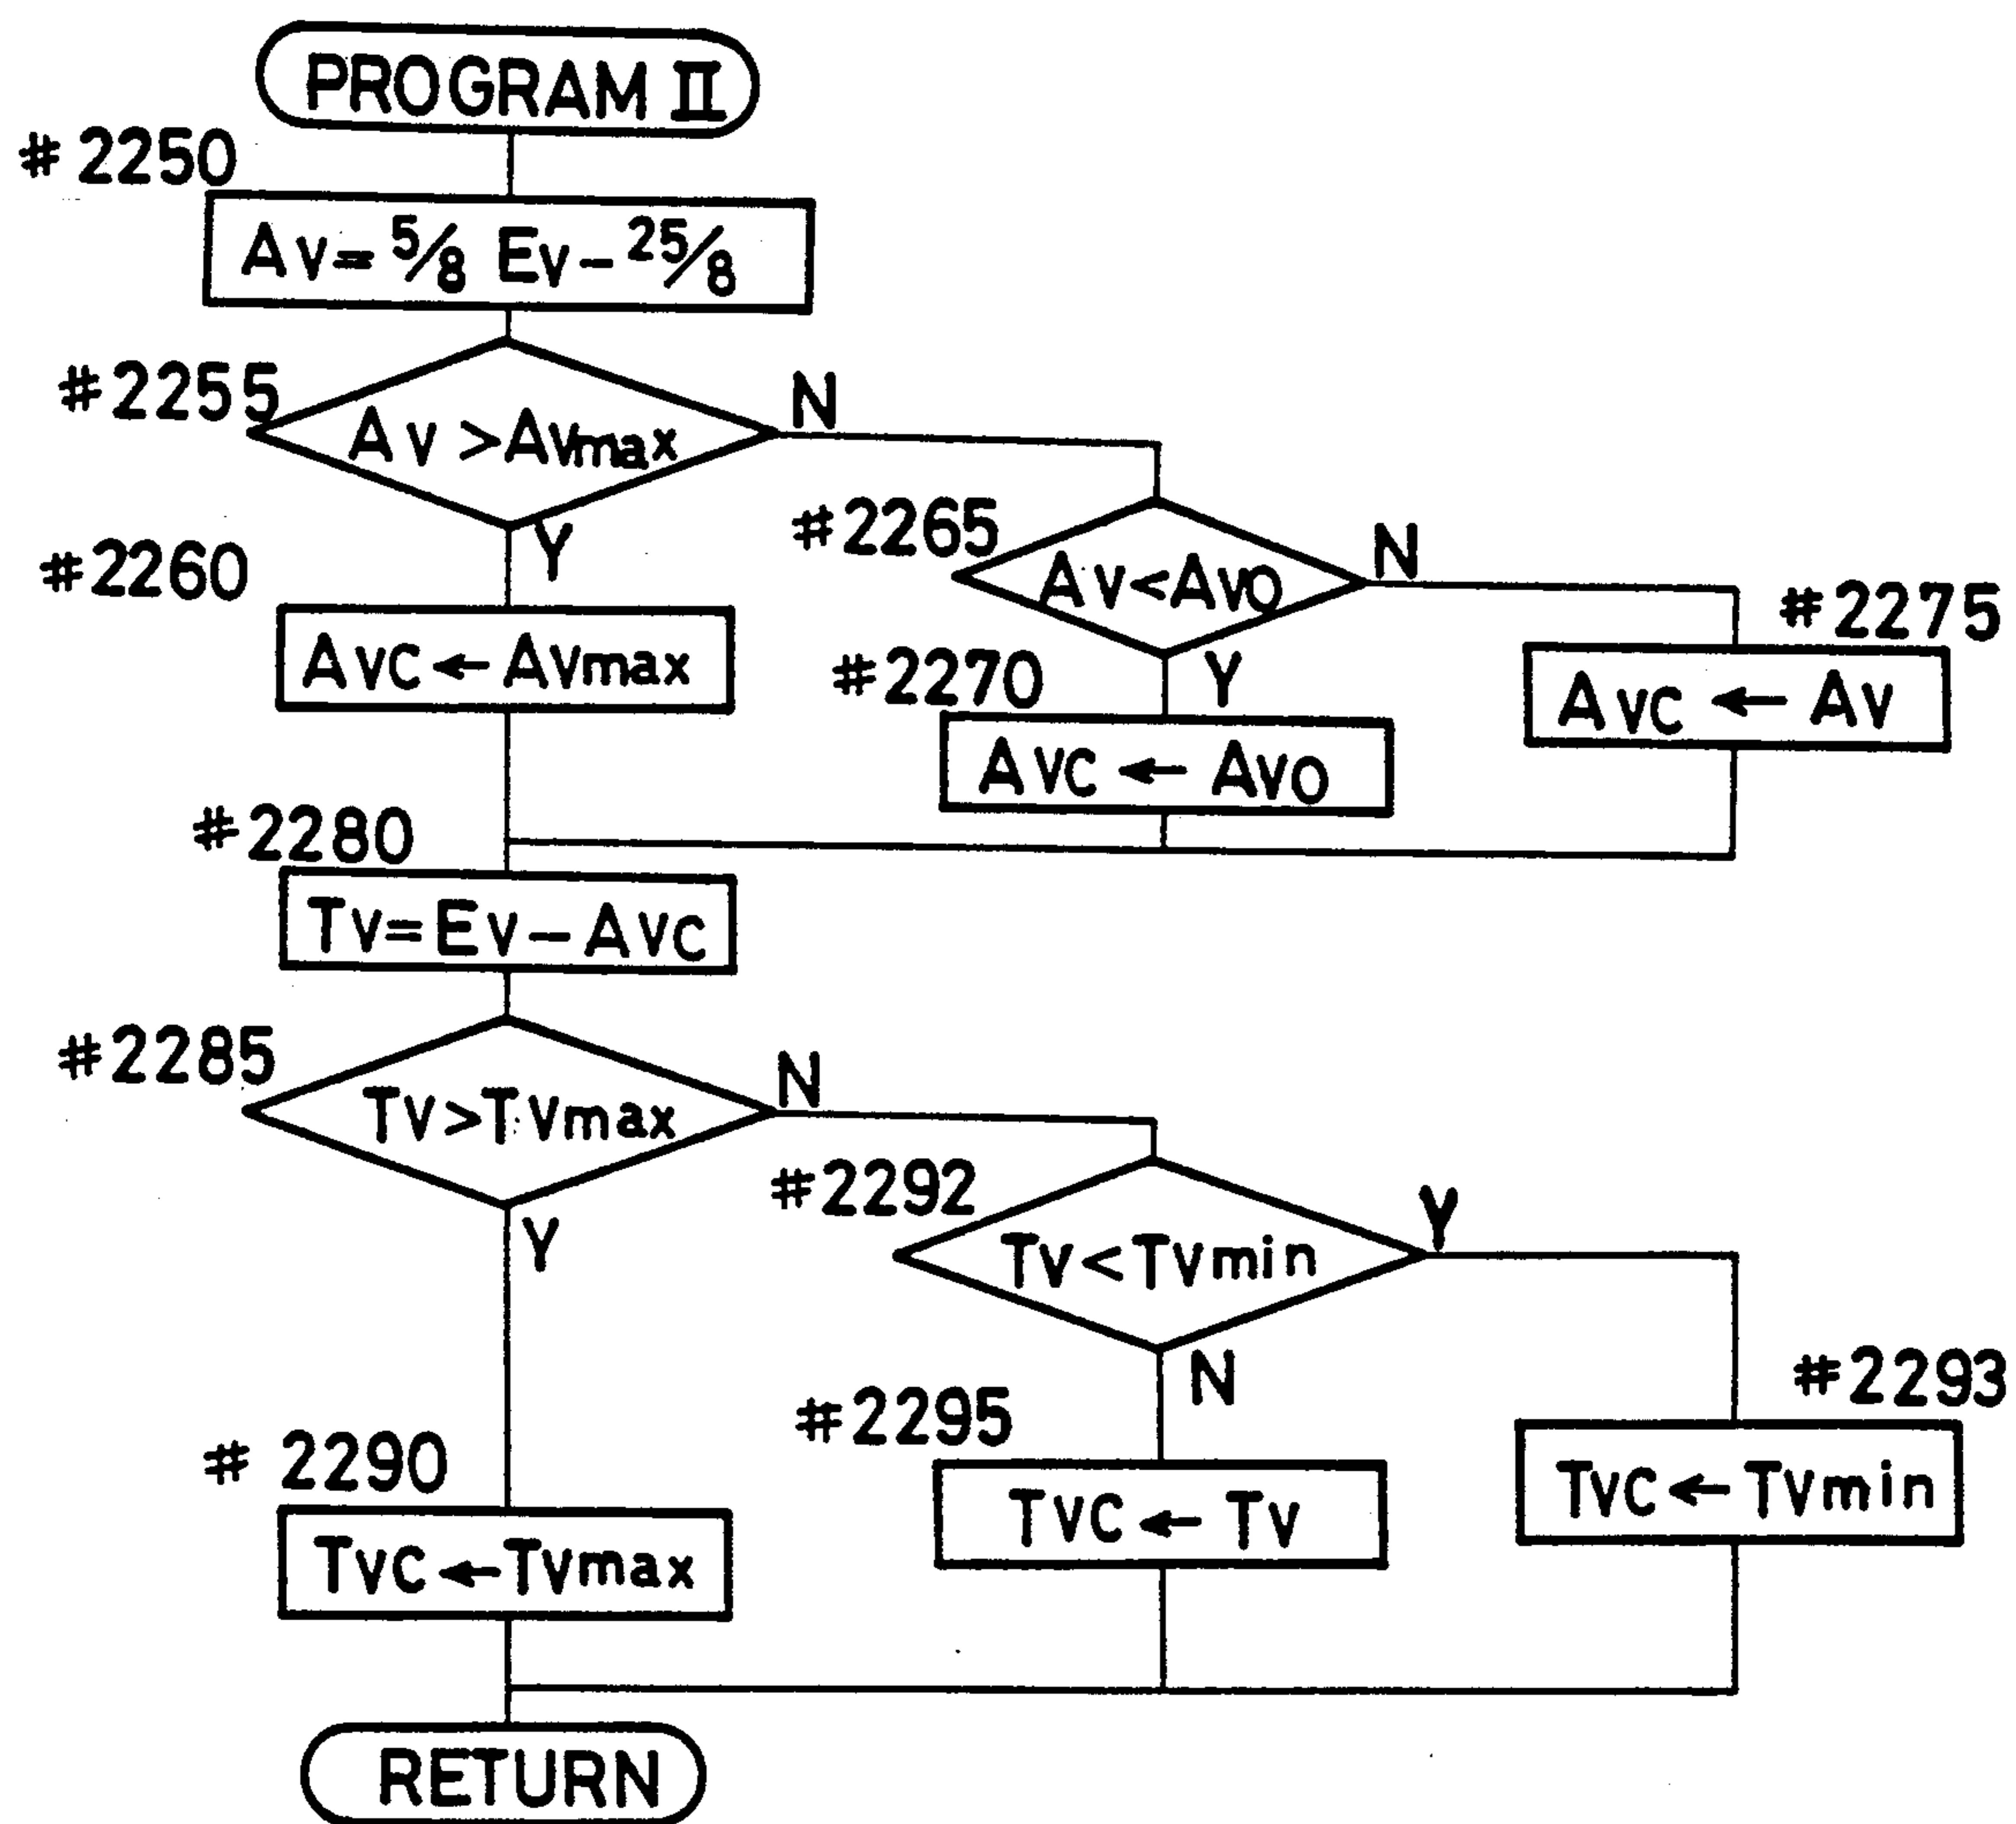 PROGRAM II
#2250
Av= 5/8 Ev- 25/8
#2255
Av >Avmax
N
Y
#2260
Avc ← Avmax
#2265
Av<Avo
N
Y
#2270
Avc ← Avo
#2275
Avc ← Av
#2280
Tv=Ev-Avc
#2285
Tv>Tvmax
N
Y
#2292
Tv<Tvmin
Y
N
#2293
Tvc ← Tvmin
#2295
Tvc ← Tv
# 2290
Tvc ← Tvmax
RETURN